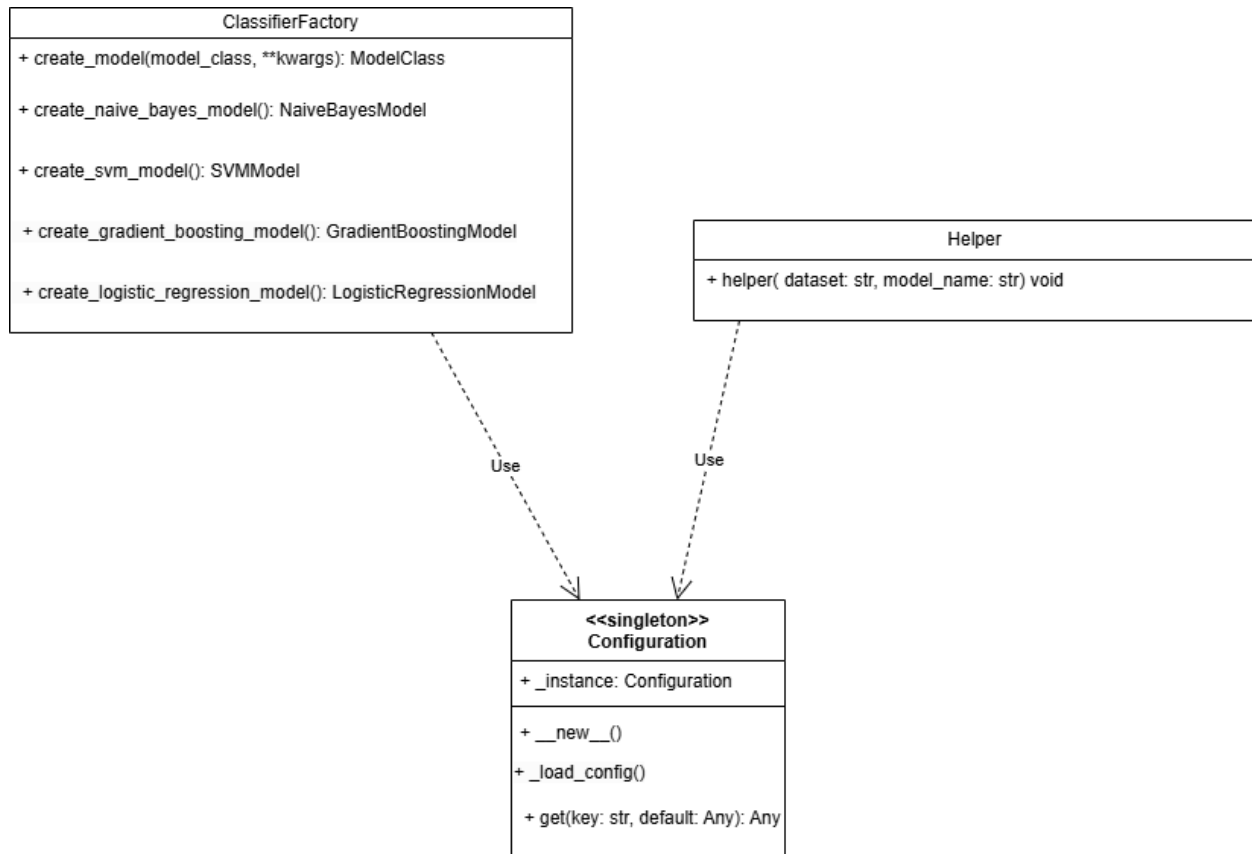 ClassifierFactory
+ create_model(model_class, **kwargs): ModelClass
+ create_naive_bayes_model(): NaiveBayesModel
+ create_svm_model(): SVMModel
+ create_gradient_boosting_model(): GradientBoostingModel
+ create_logistic_regression_model(): LogisticRegressionModel
Helper
+ helper( dataset: str, model_name: str) void
Use
Use
<<singleton>>
Configuration
+ _instance: Configuration
+ __new__()
+ _load_config()
+ get(key: str, default: Any): Any